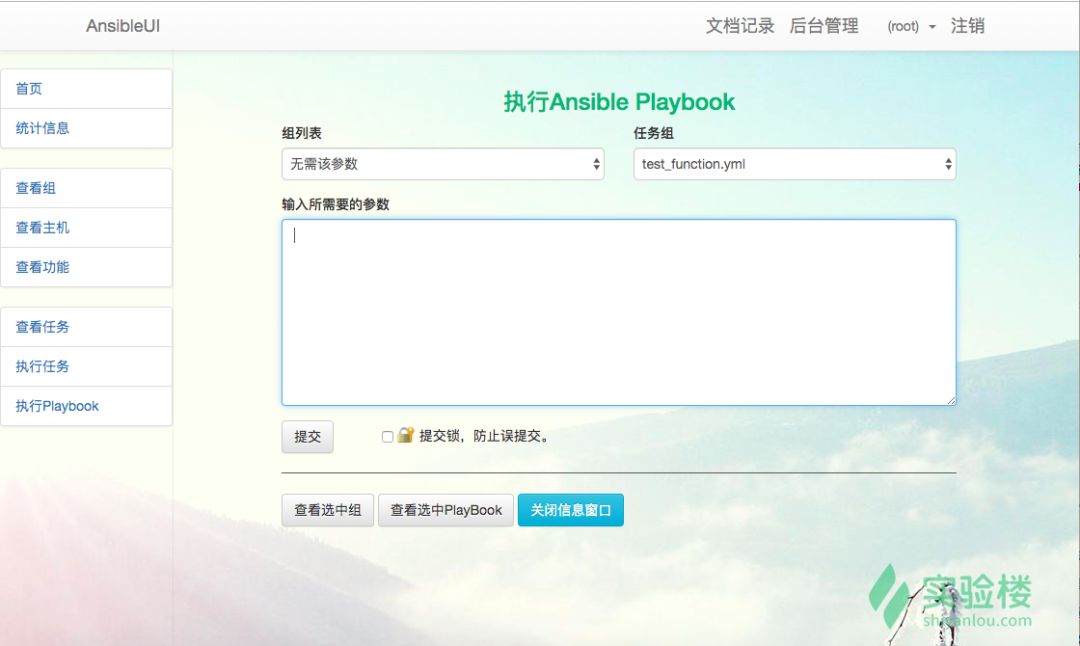 AnsibleUI 文档记录 后台管理 (root) 注销
首页
统计信息
查看组
查看主机
查看功能
查看任务
执行任务
执行Playbook
执行Ansible Playbook
组列表 任务组
无需该参数 test_function.yml
输入所需要的参数
提交 提交锁，防止误提交。
查看选中组 查看选中PlayBook 关闭信息窗口
实验楼
shiyanlou.com